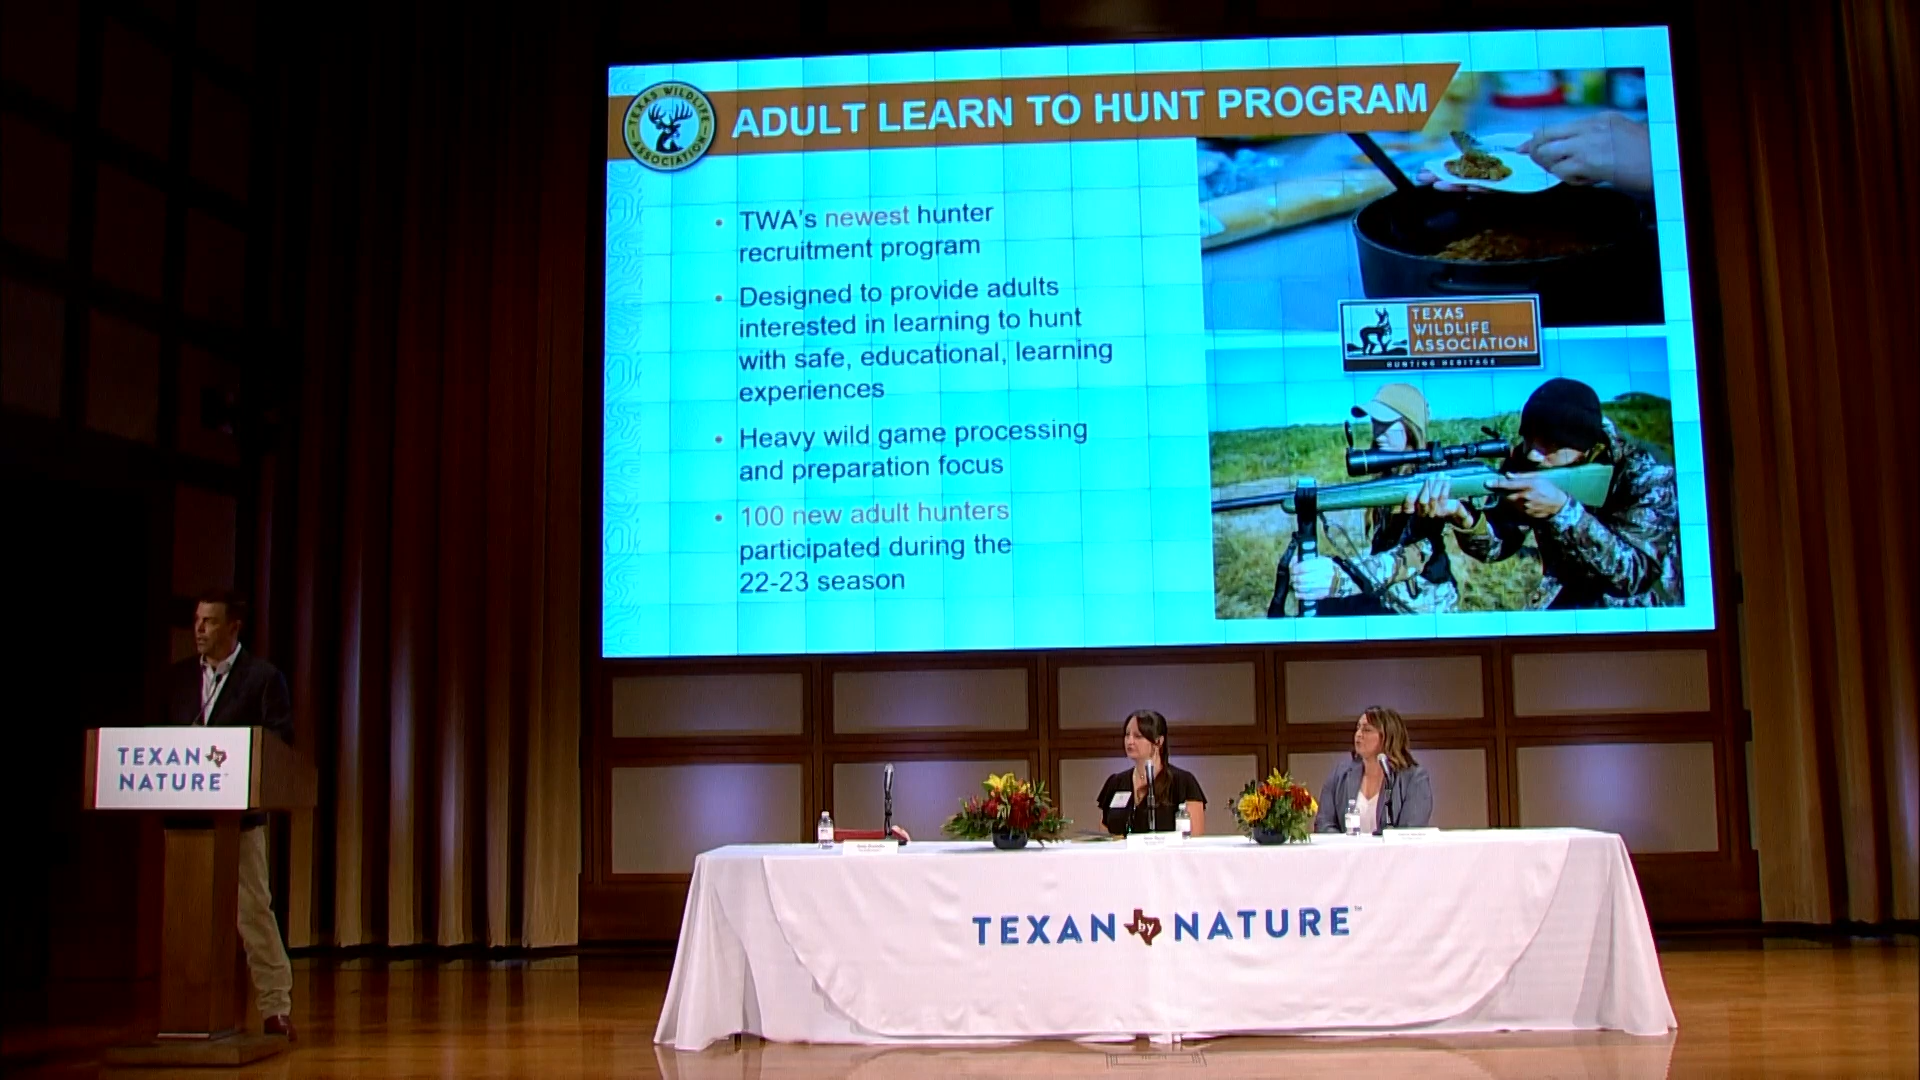 TEXAS WILDLIFE ASSOCIATION
ADULT LEARN TO HUNT PROGRAM
• TWA's newest hunter
recruitment program
• Designed to provide adults
interested in learning to hunt
with safe, educational, learning
experiences
• Heavy wild game processing
and preparation focus
• 100 new adult hunters
participated during the
22-23 season
TEXAS
WILDLIFE
ASSOCIATION
HUNTING HERITAGE
TEXAN by
NATURE™
TEXAN by NATURE™